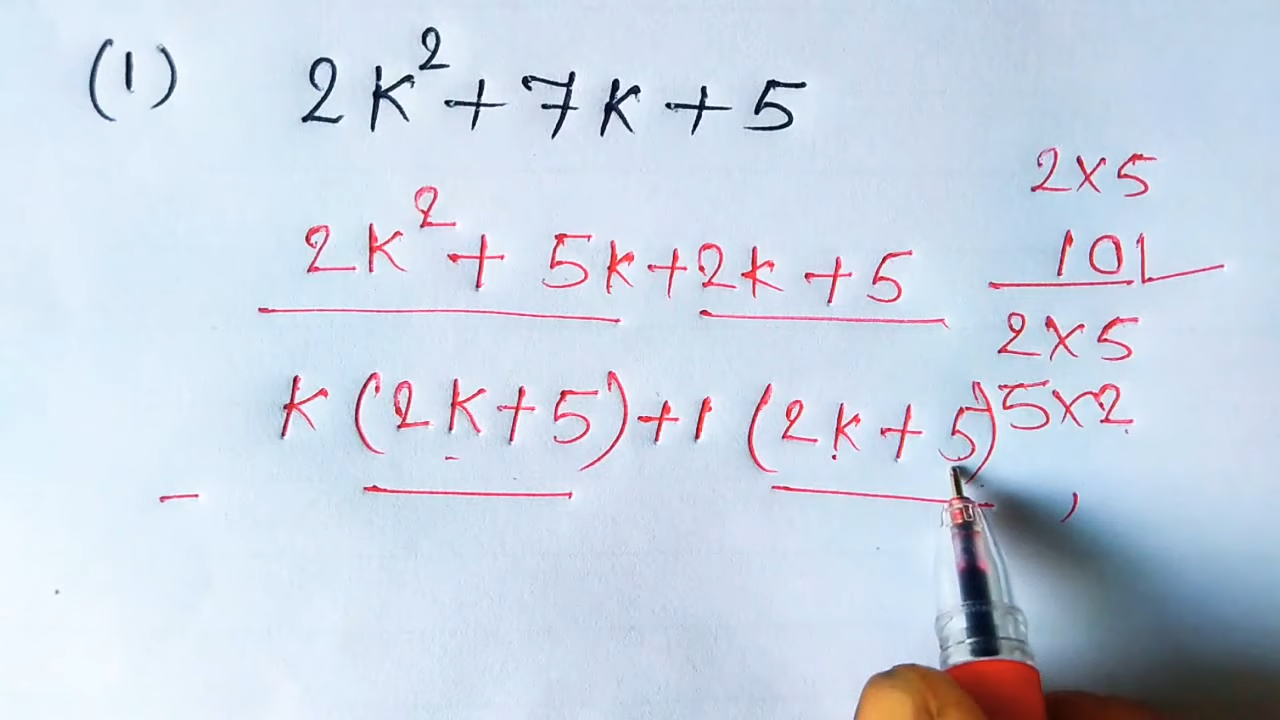 (1) 2k² + 7k + 5
2×5
2k² + 5k + 2k + 5
10
2×5
k (2k + 5) + 1 (2k + 5)
5×2